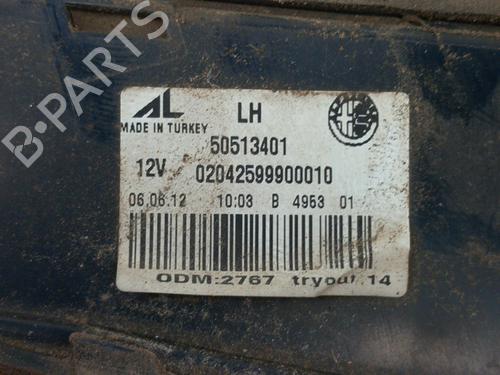 B-PARTS
AL LH
MADE IN TURKEY
50513401
12V 02042599900010
06.06.12 10:03 B 4953 01
ODM:2767 tryout.14